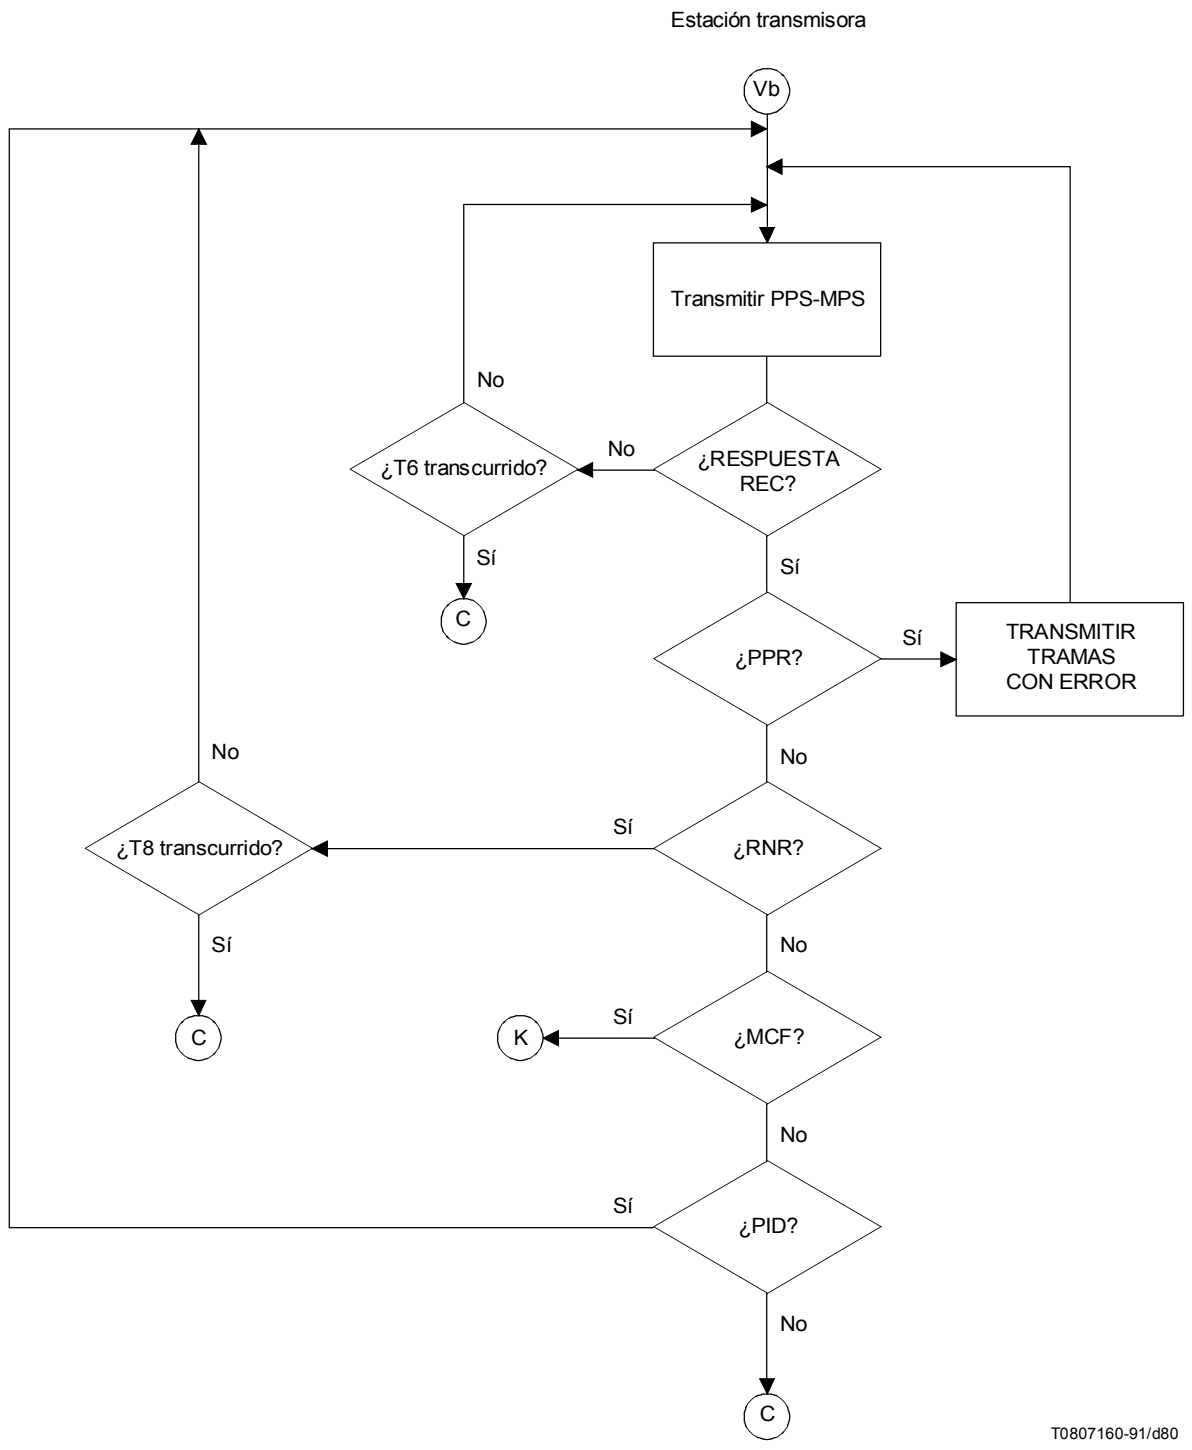 Estación transmisora
Vb
Transmitir PPS-MPS
No
¿T6 transcurrido?
No
¿RESPUESTA
REC?
Sí
Sí
C
¿PPR?
Sí
TRANSMITIR
TRAMAS
CON ERROR
No
No
¿T8 transcurrido?
Sí
¿RNR?
Sí
No
C
K
Sí
¿MCF?
No
Sí
¿PID?
No
C
T0807160-91/d80